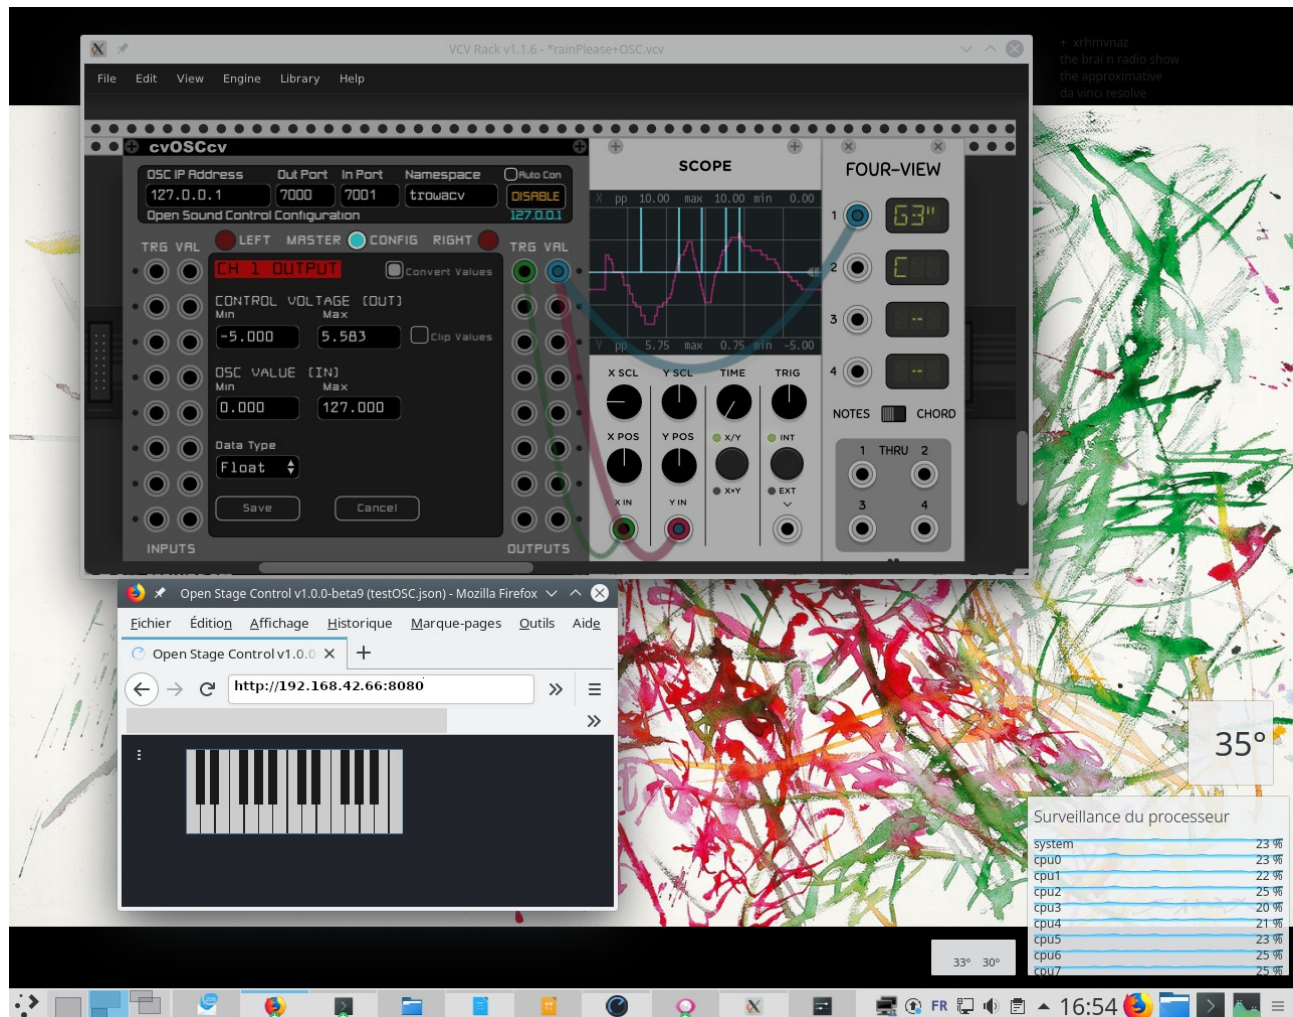 VCV Rack v1.1.6 - *rainPlease+OSC.vcv
+ xrhmvnaz
the brai n radio show
the approximative
da vinci resolve
File Edit View Engine Library Help
cvOSCcv
OSC IP Address Out Port In Port Namespace Auto Con
127.0.0.1 7000 7001 trowacv DISABLE
Open Sound Control Configuration 127.0.0.1
TRG VAL LEFT MASTER CONFIG RIGHT TRG VAL
CH 1 OUTPUT Convert Values
CONTROL VOLTAGE (OUT)
Min Max
-5.000 5.583 Clip Values
OSC VALUE (IN)
Min Max
0.000 127.000
Data Type
Float
Save Cancel
INPUTS OUTPUTS
SCOPE
X pp 10.00 max 10.00 min 0.00
Y pp 5.75 max 0.75 min -5.00
X SCL Y SCL TIME TRIG
X POS Y POS X/Y INT
X×Y EXT
X IN Y IN
FOUR-VIEW
1 G3"
2 C
3 -
4 -
NOTES CHORD
1 THRU 2
3 4
Open Stage Control v1.0.0-beta9 (testOSC.json) - Mozilla Firefox
Fichier Édition Affichage Historique Marque-pages Outils Aide
Open Stage Control v1.0.0
http://192.168.42.66:8080
35°
Surveillance du processeur
system 23 %
cpu0 23 %
cpu1 22 %
cpu2 25 %
cpu3 20 %
cpu4 21 %
cpu5 23 %
cpu6 25 %
cpu7 25 %
33° 30°
FR 16:54